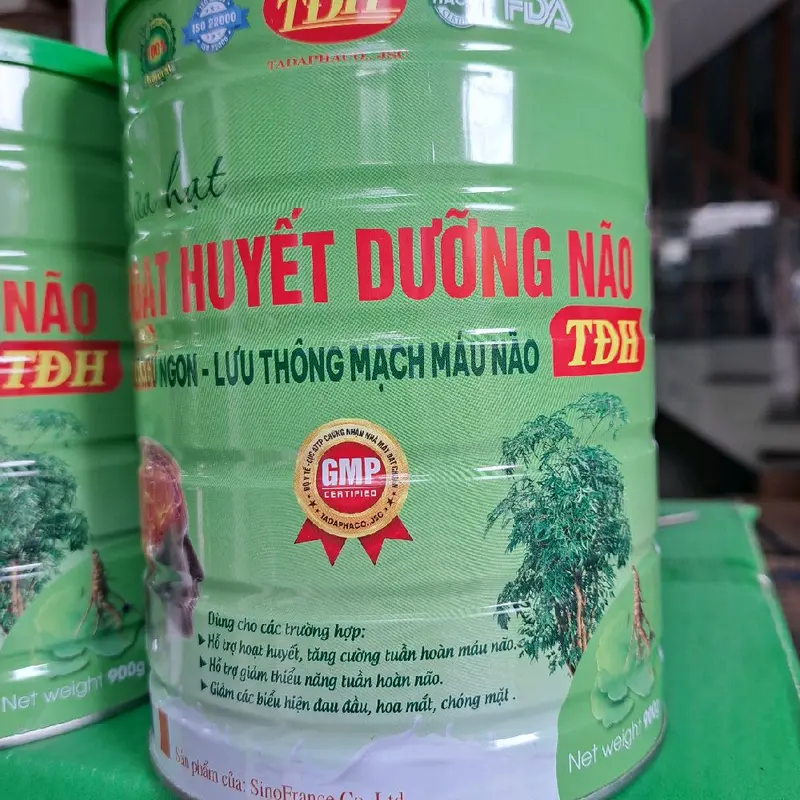 100%
ISO 22000
TĐH
FDA
TADAPHACO., JSC
hạt
HUYẾT DƯỠNG NÃO
NGON - LƯU THÔNG MẠCH MÁU NÃO
TĐH
GMP
CERTIFIED
TADAPHACO., JSC
Dùng cho các trường hợp:
Hỗ trợ hoạt huyết, tăng cường tuần hoàn máu não.
Hỗ trợ giảm thiểu năng tuần hoàn não.
Giảm các biểu hiện đau đầu, hoa mắt, chóng mặt.
Net weight 900g
Sản phẩm của: SinoFrance Co.,Ltd
NÃO
TĐH
Net weight 900g